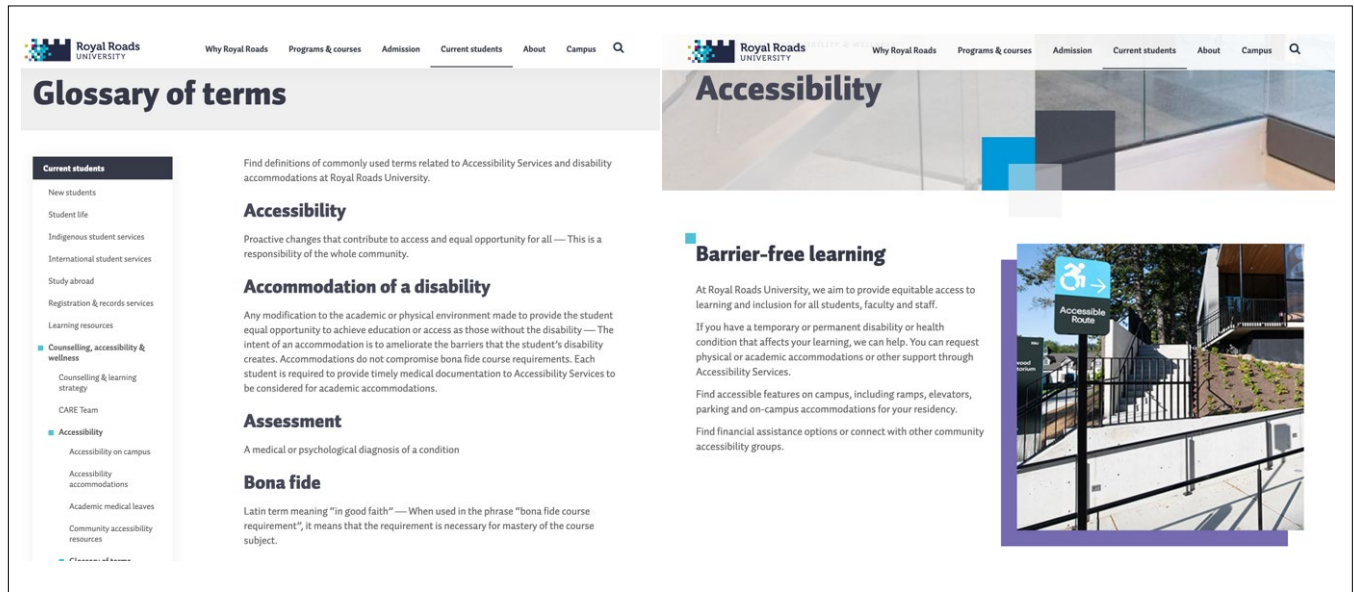 Royal Roads
UNIVERSITY
Why Royal Roads Programs & courses Admission Current students About Campus
Glossary of terms
Current students
New students
Student life
Indigenous student services
International student services
Study abroad
Registration & records services
Learning resources
Counselling, accessibility &
wellness
Counselling & learning
strategy
CARE Team
Accessibility
Accessibility on campus
Accessibility
accommodations
Academic medical leaves
Community accessibility
resources
Glossary of terms
Find definitions of commonly used terms related to Accessibility Services and disability
accommodations at Royal Roads University.
Accessibility
Proactive changes that contribute to access and equal opportunity for all — This is a
responsibility of the whole community.
Accommodation of a disability
Any modification to the academic or physical environment made to provide the student
equal opportunity to achieve education or access as those without the disability — The
intent of an accommodation is to ameliorate the barriers that the student's disability
creates. Accommodations do not compromise bona fide course requirements. Each
student is required to provide timely medical documentation to Accessibility Services to
be considered for academic accommodations.
Assessment
A medical or psychological diagnosis of a condition
Bona fide
Latin term meaning "in good faith" — When used in the phrase "bona fide course
requirement", it means that the requirement is necessary for mastery of the course
subject.
Royal Roads
UNIVERSITY
Why Royal Roads Programs & courses Admission Current students About Campus
Accessibility
Barrier-free learning
At Royal Roads University, we aim to provide equitable access to
learning and inclusion for all students, faculty and staff.
If you have a temporary or permanent disability or health
condition that affects your learning, we can help. You can request
physical or academic accommodations or other support through
Accessibility Services.
Find accessible features on campus, including ramps, elevators,
parking and on-campus accommodations for your residency.
Find financial assistance options or connect with other community
accessibility groups.
Accessible
Route